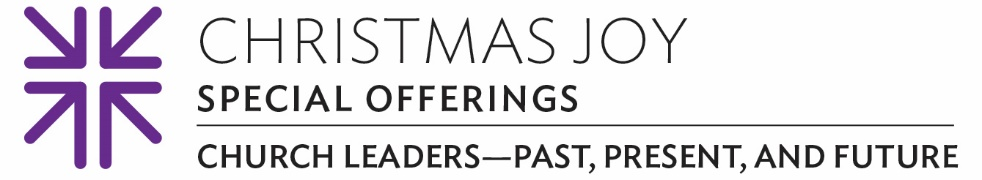 CHRISTMAS JOY
SPECIAL OFFERINGS
CHURCH LEADERS—PAST, PRESENT, AND FUTURE